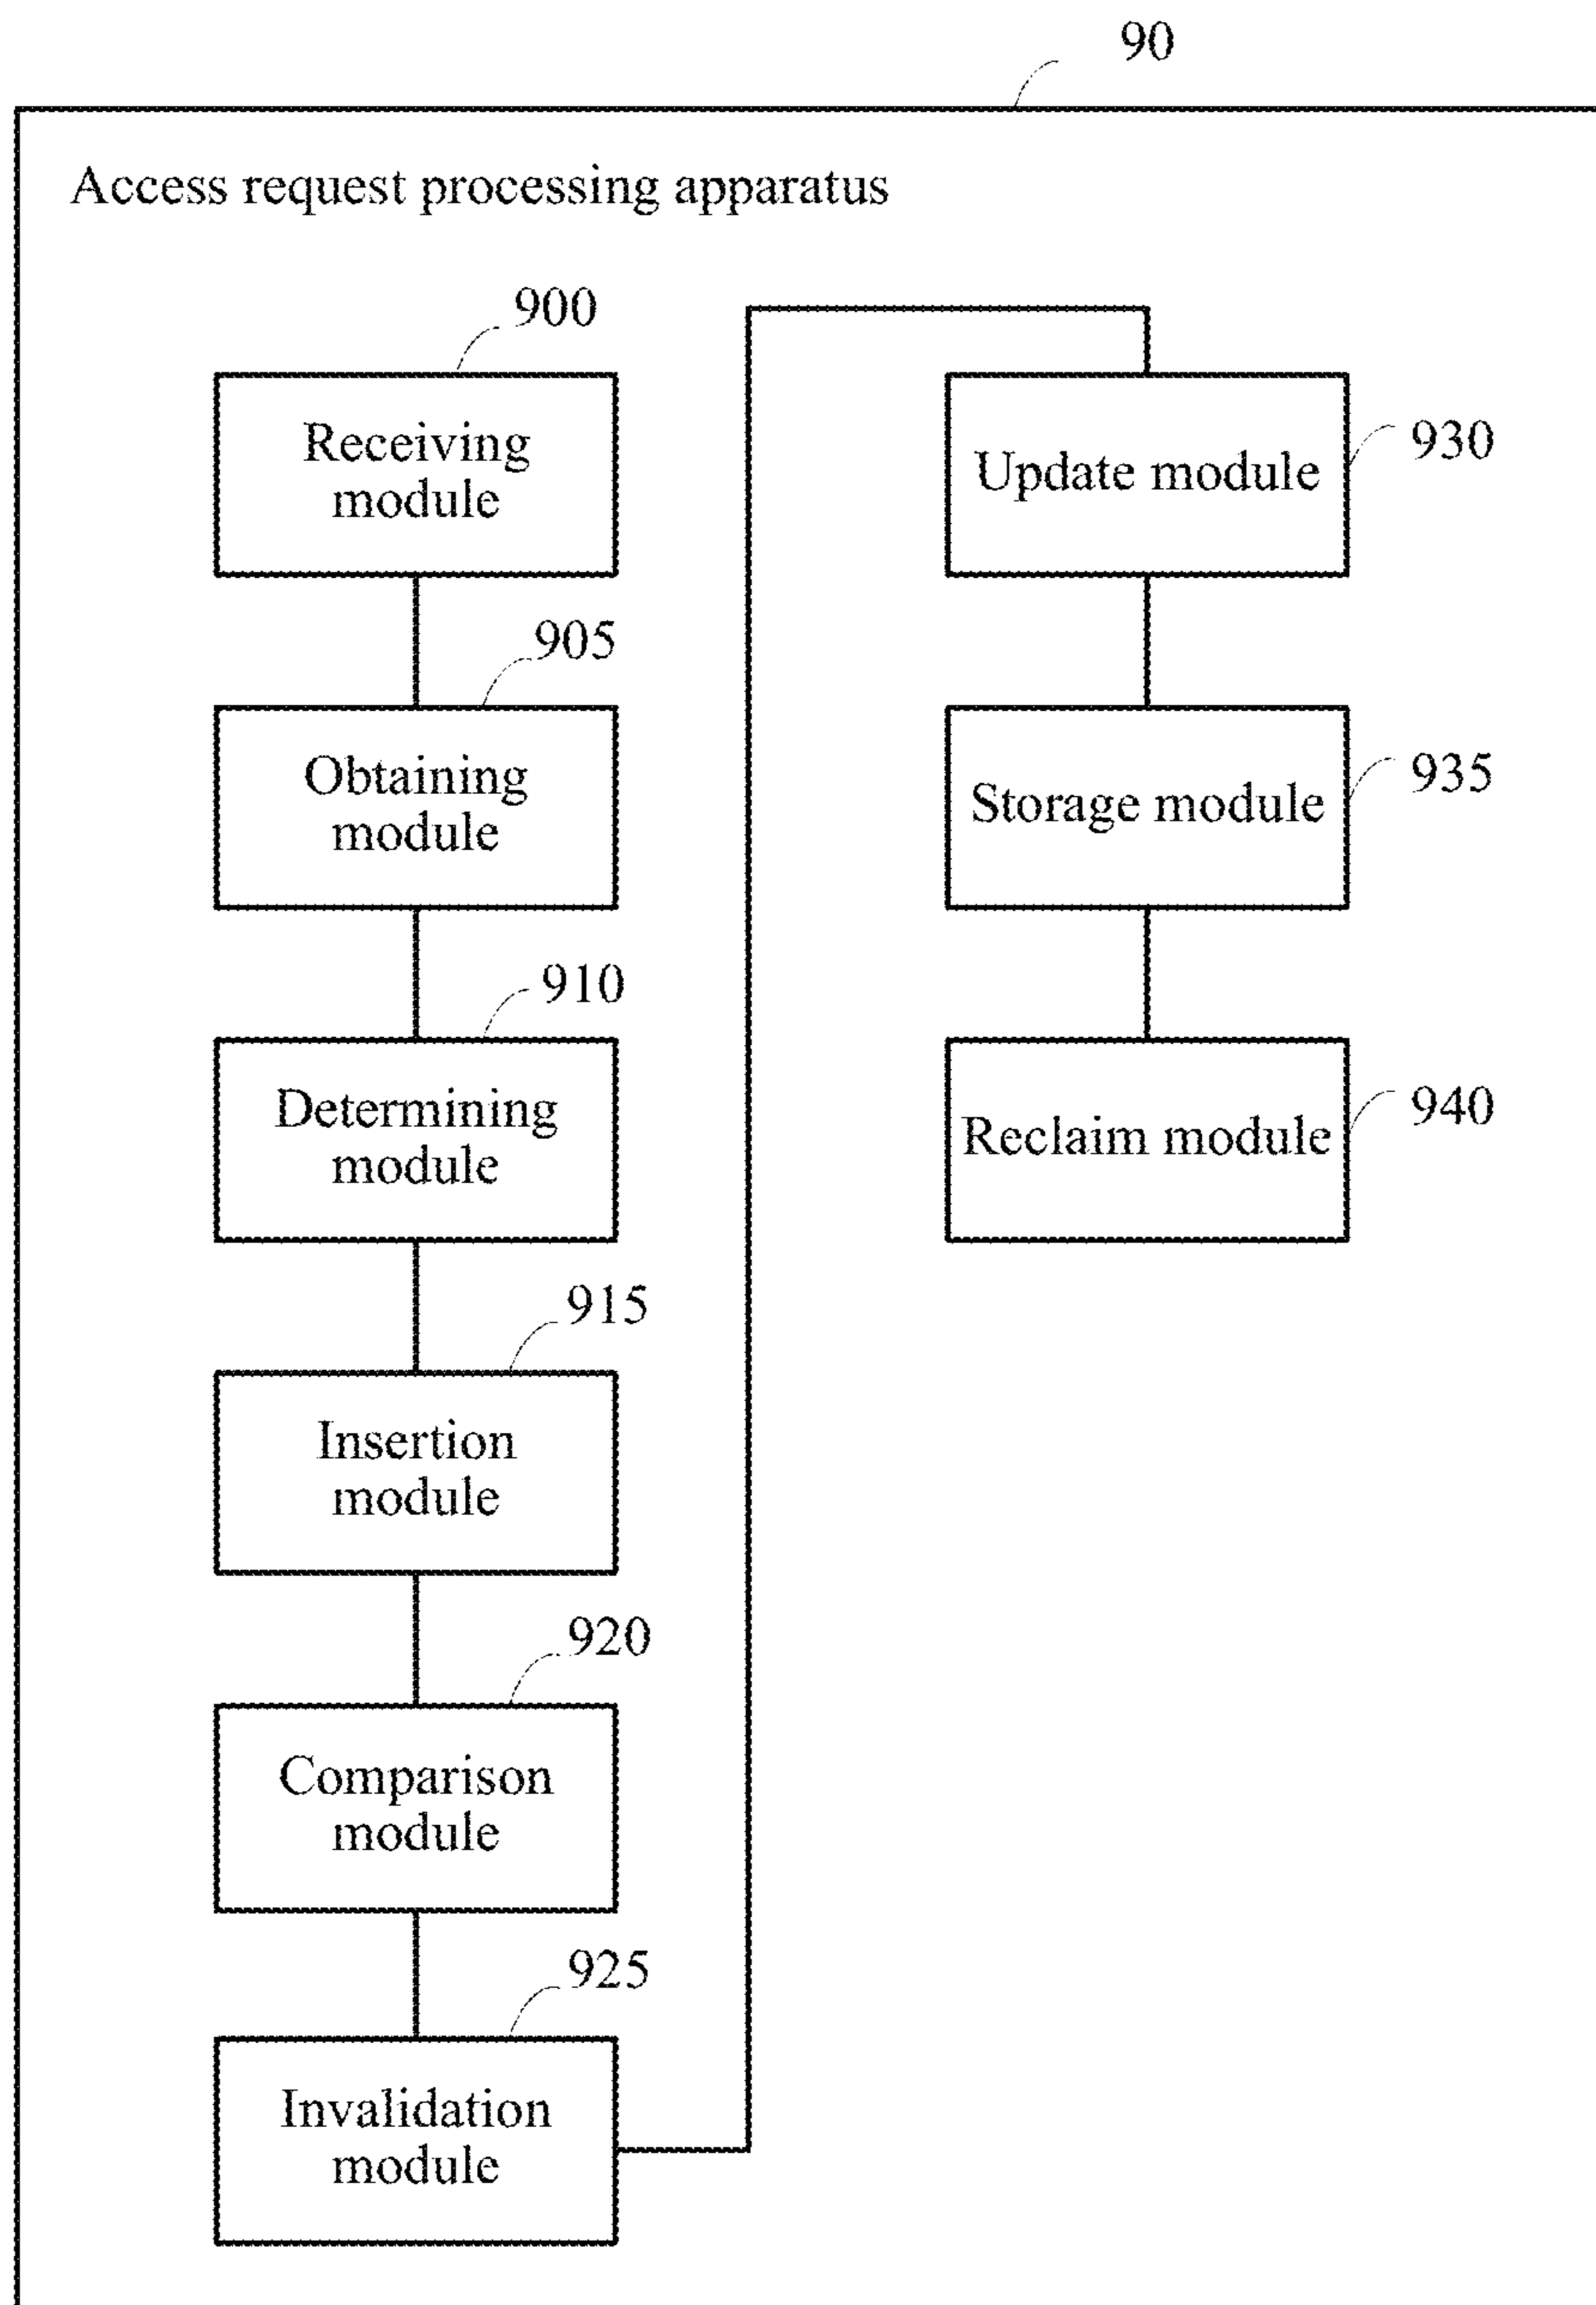 90
Access request processing apparatus
900
Receiving
module
905
Obtaining
module
910
Determining
module
915
Insertion
module
920
Comparison
module
925
Invalidation
module
930
Update module
935
Storage module
940
Reclaim module